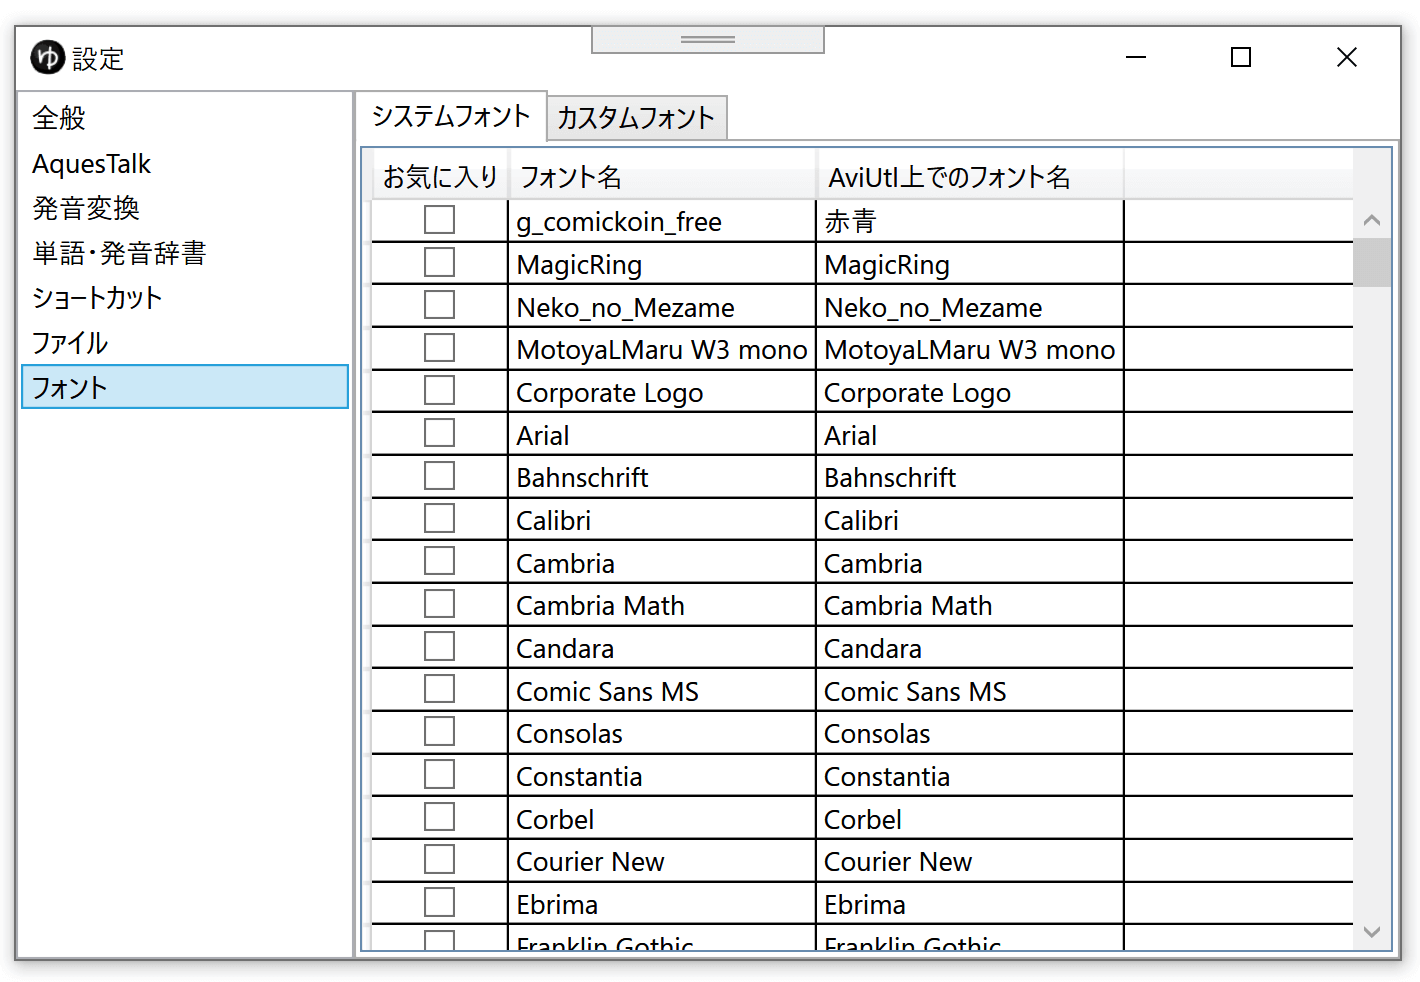 ゆ 設定
全般
AquesTalk
発音変換
単語・発音辞書
ショートカット
ファイル
フォント
システムフォント カスタムフォント
お気に入り フォント名 AviUtl上でのフォント名
g_comickoin_free 赤青
MagicRing MagicRing
Neko_no_Mezame Neko_no_Mezame
MotoyaLMaru W3 mono MotoyaLMaru W3 mono
Corporate Logo Corporate Logo
Arial Arial
Bahnschrift Bahnschrift
Calibri Calibri
Cambria Cambria
Cambria Math Cambria Math
Candara Candara
Comic Sans MS Comic Sans MS
Consolas Consolas
Constantia Constantia
Corbel Corbel
Courier New Courier New
Ebrima Ebrima
Franklin Gothic Franklin Gothic